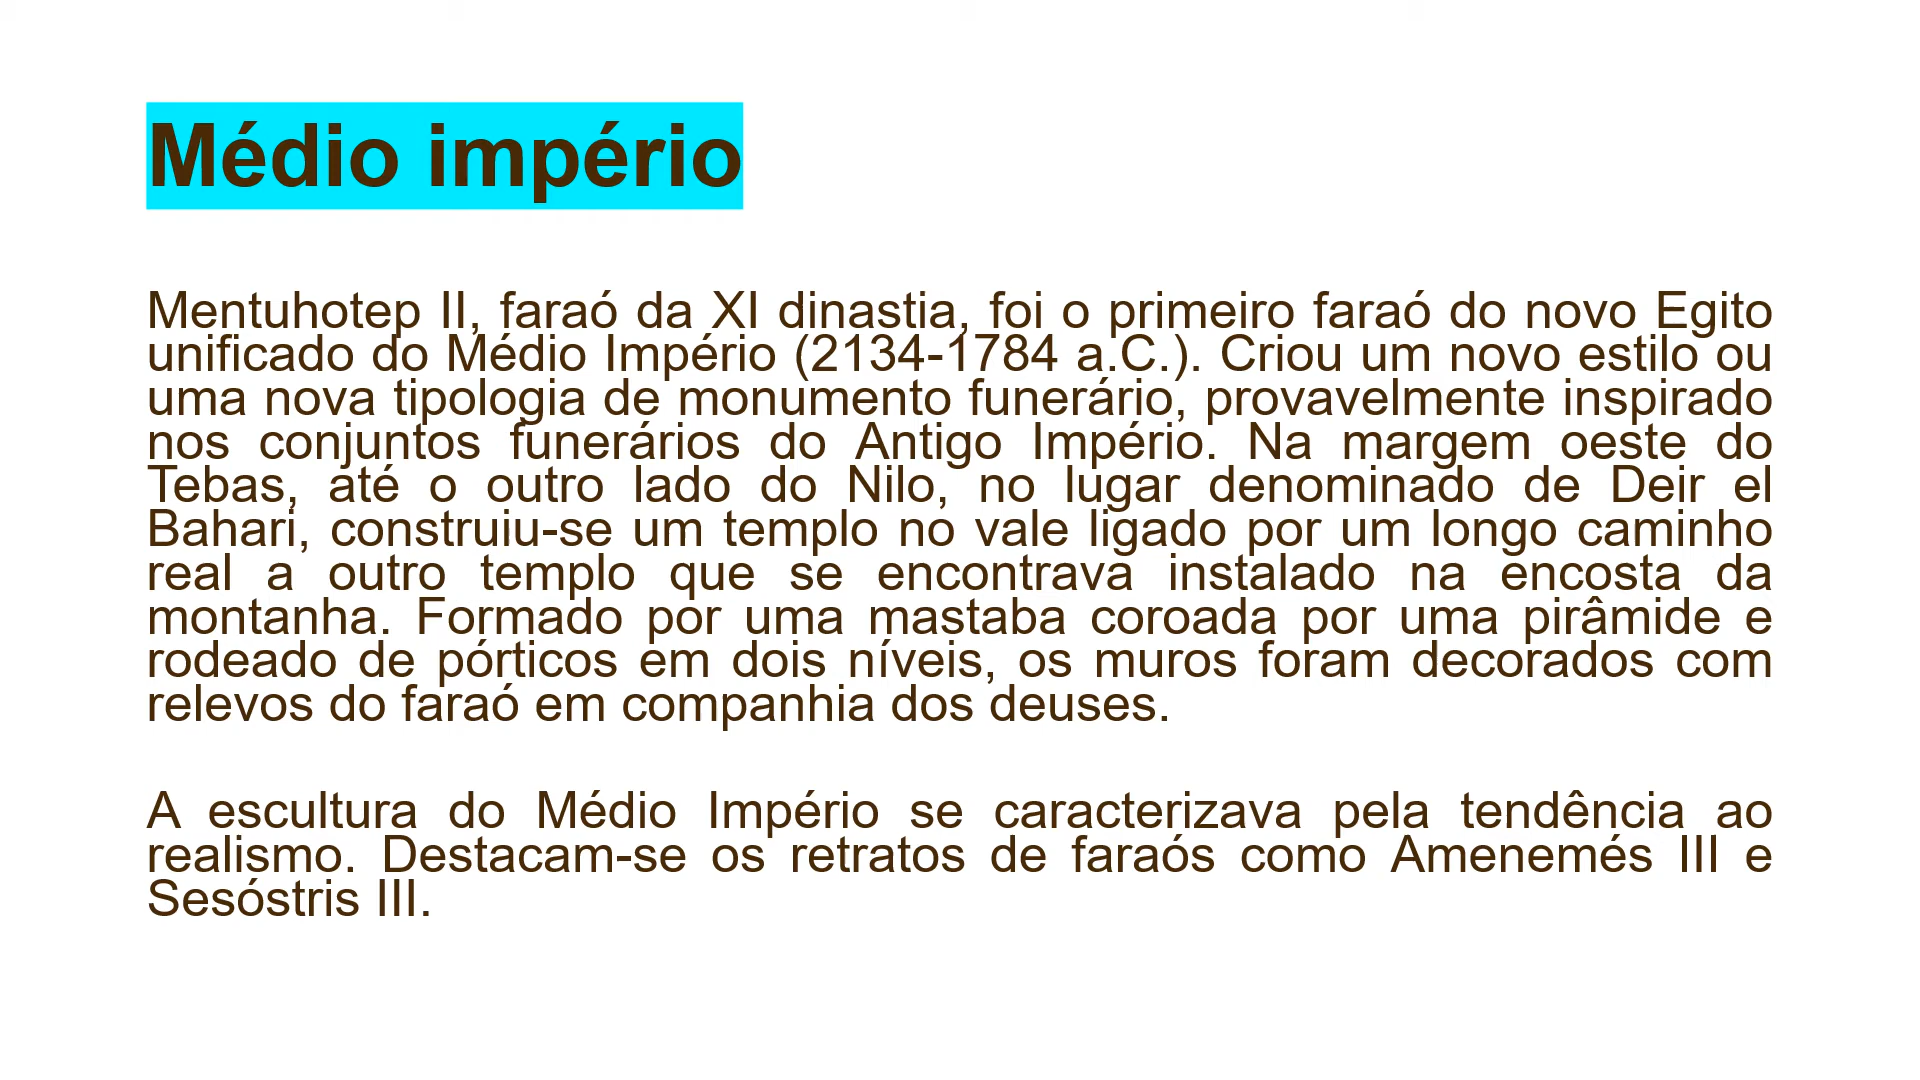 Médio império
Mentuhotep II, faraó da XI dinastia, foi o primeiro faraó do novo Egito
unificado do Médio Império (2134-1784 a.C.). Criou um novo estilo ou
uma nova tipologia de monumento funerário, provavelmente inspirado
nos conjuntos funerários do Antigo Império. Na margem oeste do
Tebas, até o outro lado do Nilo, no lugar denominado de Deir el
Bahari, construiu-se um templo no vale ligado por um longo caminho
real a outro templo que se encontrava instalado na encosta da
montanha. Formado por uma mastaba coroada por uma pirâmide e
rodeado de pórticos em dois níveis, os muros foram decorados com
relevos do faraó em companhia dos deuses.
A escultura do Médio Império se caracterizava pela tendência ao
realismo. Destacam-se os retratos de faraós como Amenemés III e
Sesóstris III.